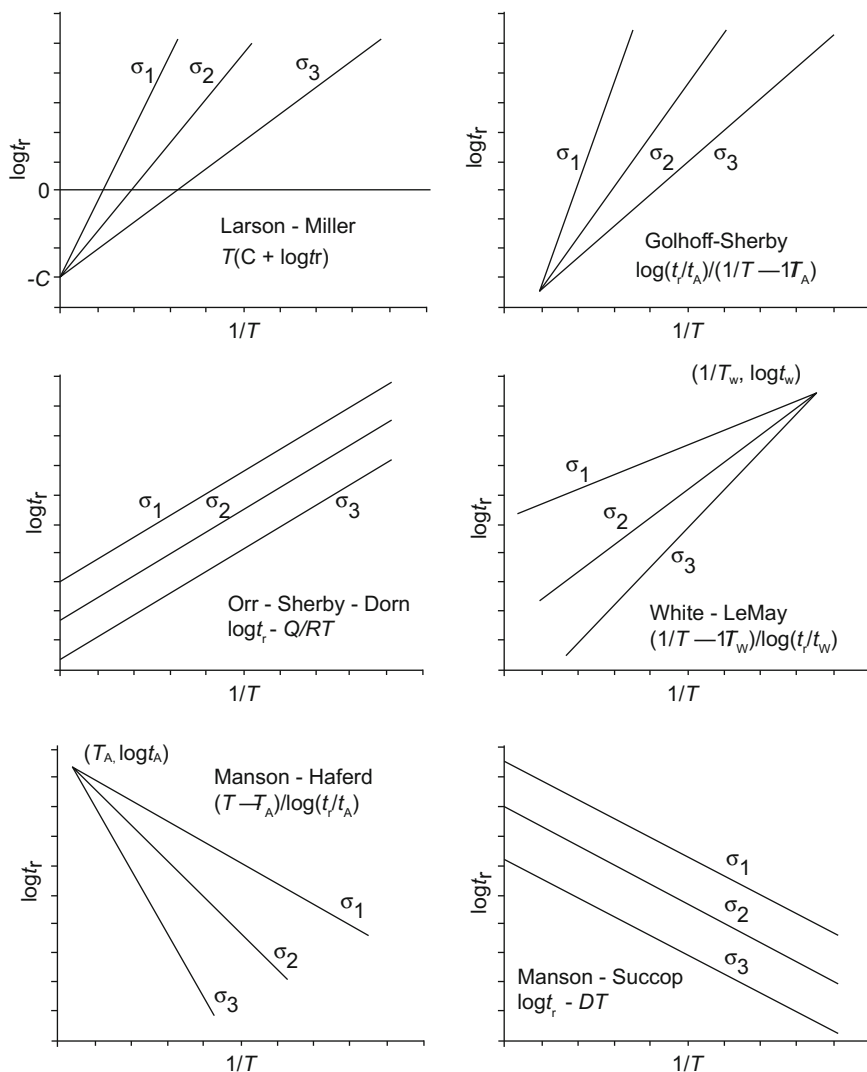 logtr
σ1
σ2
σ3
0
-C
Larson - Miller
T(C + logtr)
1/T
logtr
σ1
σ2
σ3
Golhoff-Sherby
log(tr/tA)/(1/T —1TA)
1/T
logtr
σ1
σ2
σ3
Orr - Sherby - Dorn
logtr - Q/RT
1/T
(1/Tw, logtw)
logtr
σ1
σ2
σ3
White - LeMay
(1/T —1TW)/log(tr/tW)
1/T
(TA, logtA)
Manson - Haferd
(T —TA)/log(tr/tA)
logtr
σ1
σ2
σ3
1/T
logtr
σ1
σ2
σ3
Manson - Succop
logtr - DT
1/T